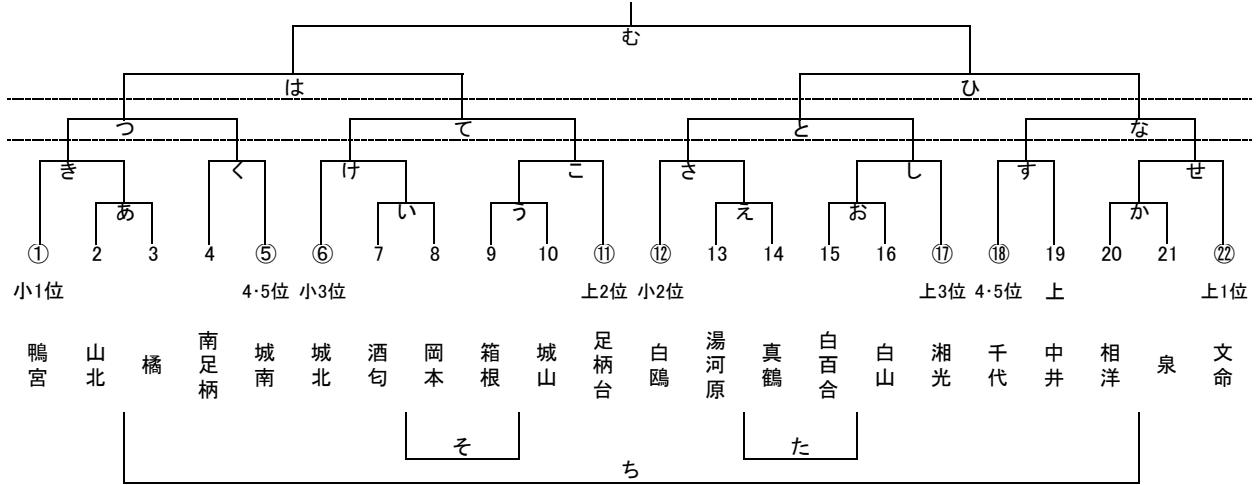 む
は ひ
つ て と な
き く け こ さ し す せ
あ い う え お か
① 2 3 4 ⑤ ⑥ 7 8 9 10 ⑪ ⑫ 13 14 15 16 ⑰ ⑱ 19 20 21 ㉒
小1位 4・5位 小3位 上2位 小2位 上3位 4・5位 上 上1位
鴨宮 山北 橘 南足柄 城南 城北 酒匂 岡本 箱根 城山 足柄台 白鴎 湯河原 真鶴 白百合 白山 湘光 千代 中井 相洋 泉 文命
そ た
ち